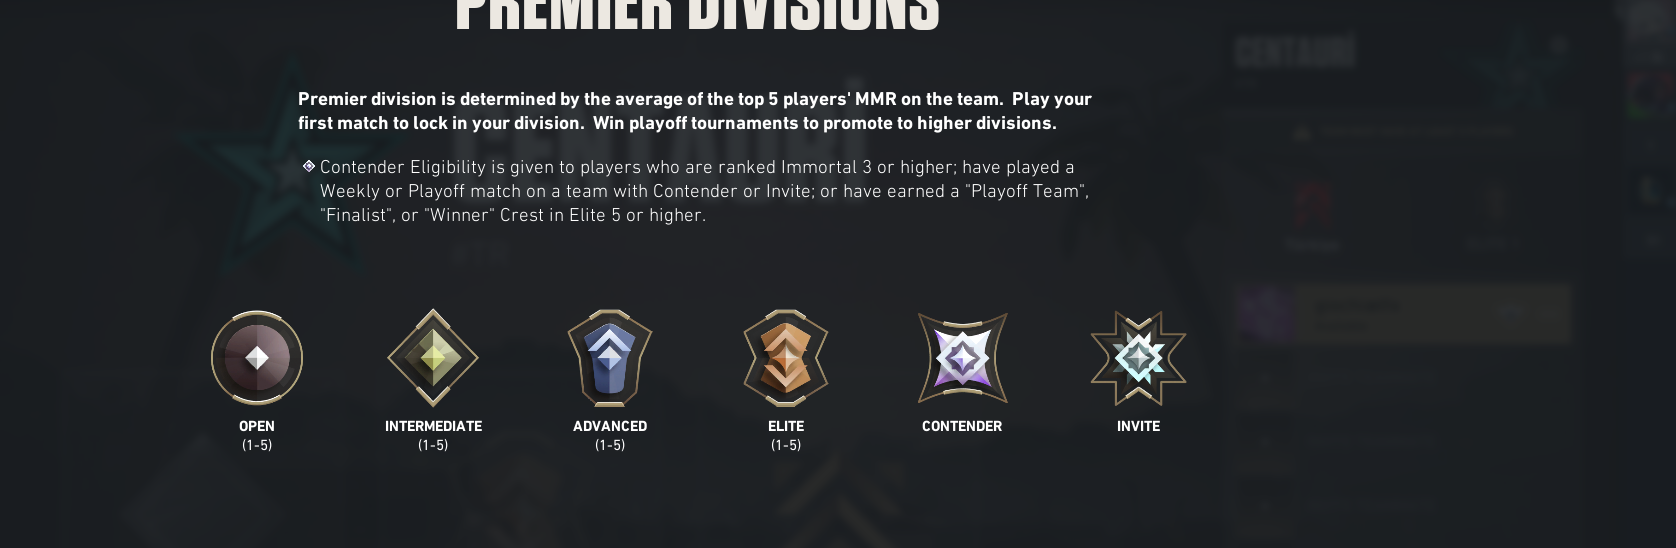 PREMIER DIVISIONS
CENTAURI
Premier division is determined by the average of the top 5 players' MMR on the team.  Play your
first match to lock in your division.  Win playoff tournaments to promote to higher divisions.
Contender Eligibility is given to players who are ranked Immortal 3 or higher; have played a
Weekly or Playoff match on a team with Contender or Invite; or have earned a "Playoff Team",
"Finalist", or "Winner" Crest in Elite 5 or higher.
OPEN
(1-5)
INTERMEDIATE
(1-5)
ADVANCED
(1-5)
ELITE
(1-5)
CONTENDER
INVITE